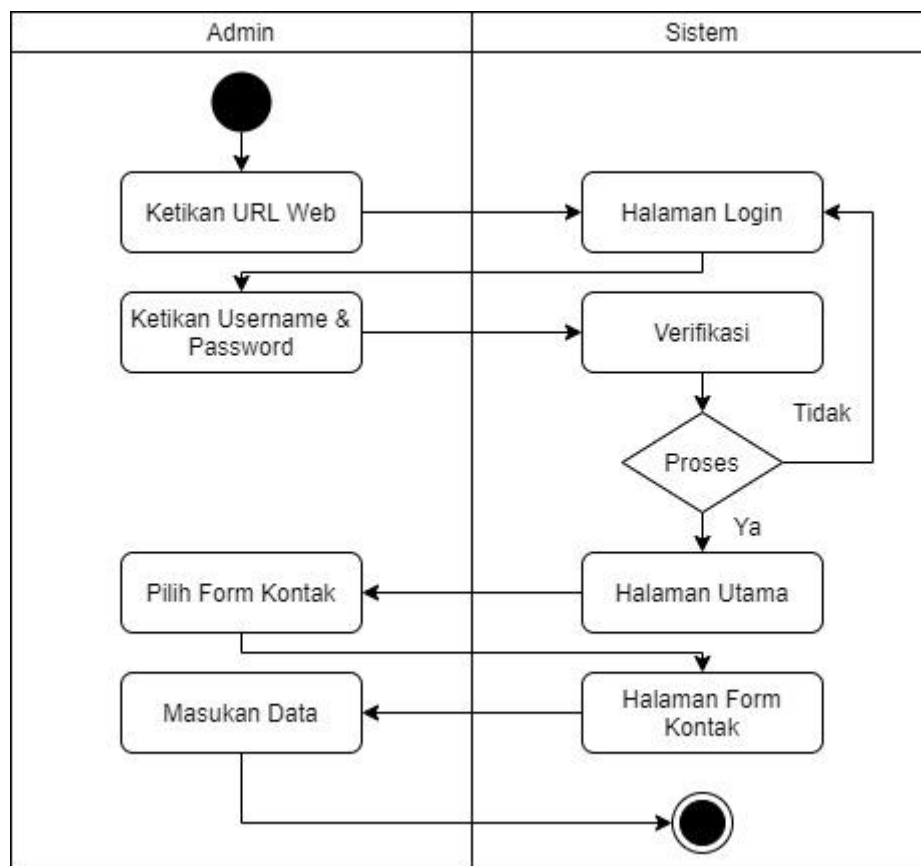 Admin
Sistem
Ketikan URL Web
Halaman Login
Ketikan Username &
Password
Verifikasi
Tidak
Proses
Ya
Pilih Form Kontak
Halaman Utama
Masukan Data
Halaman Form
Kontak